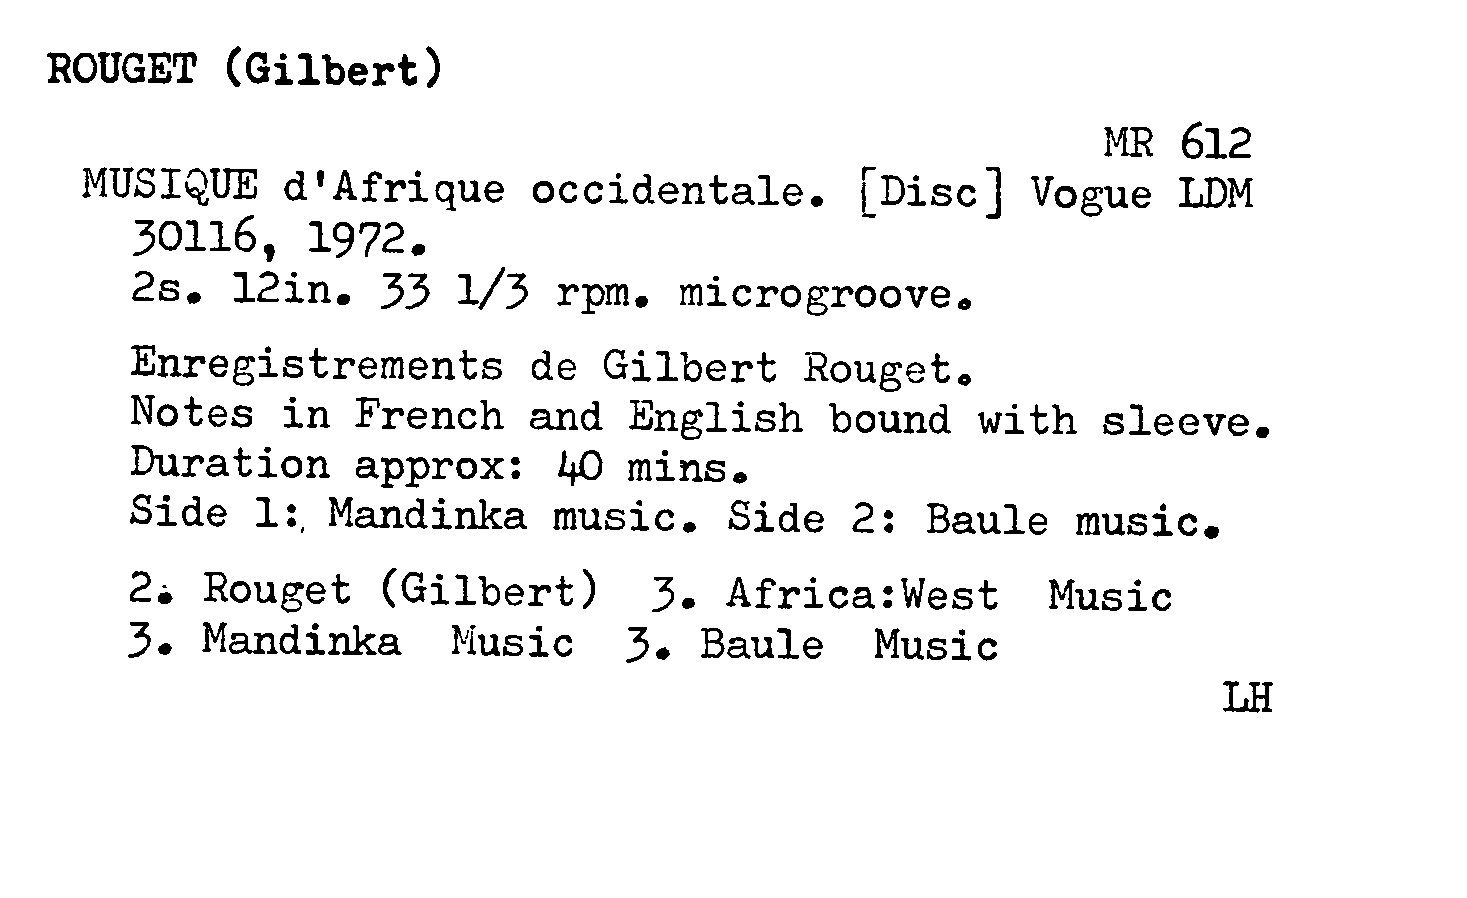 ROUGET (Gilbert)
MR 612
MUSIQUE d'Afrique occidentale. [Disc] Vogue LDM
30116, 1972.
2s. 12in. 33 1/3 rpm. microgroove.
Enregistrements de Gilbert Rouget.
Notes in French and English bound with sleeve.
Duration approx: 40 mins.
Side 1: Mandinka music. Side 2: Baule music.
2. Rouget (Gilbert) 3. Africa:West Music
3. Mandinka Music 3. Baule Music
LH